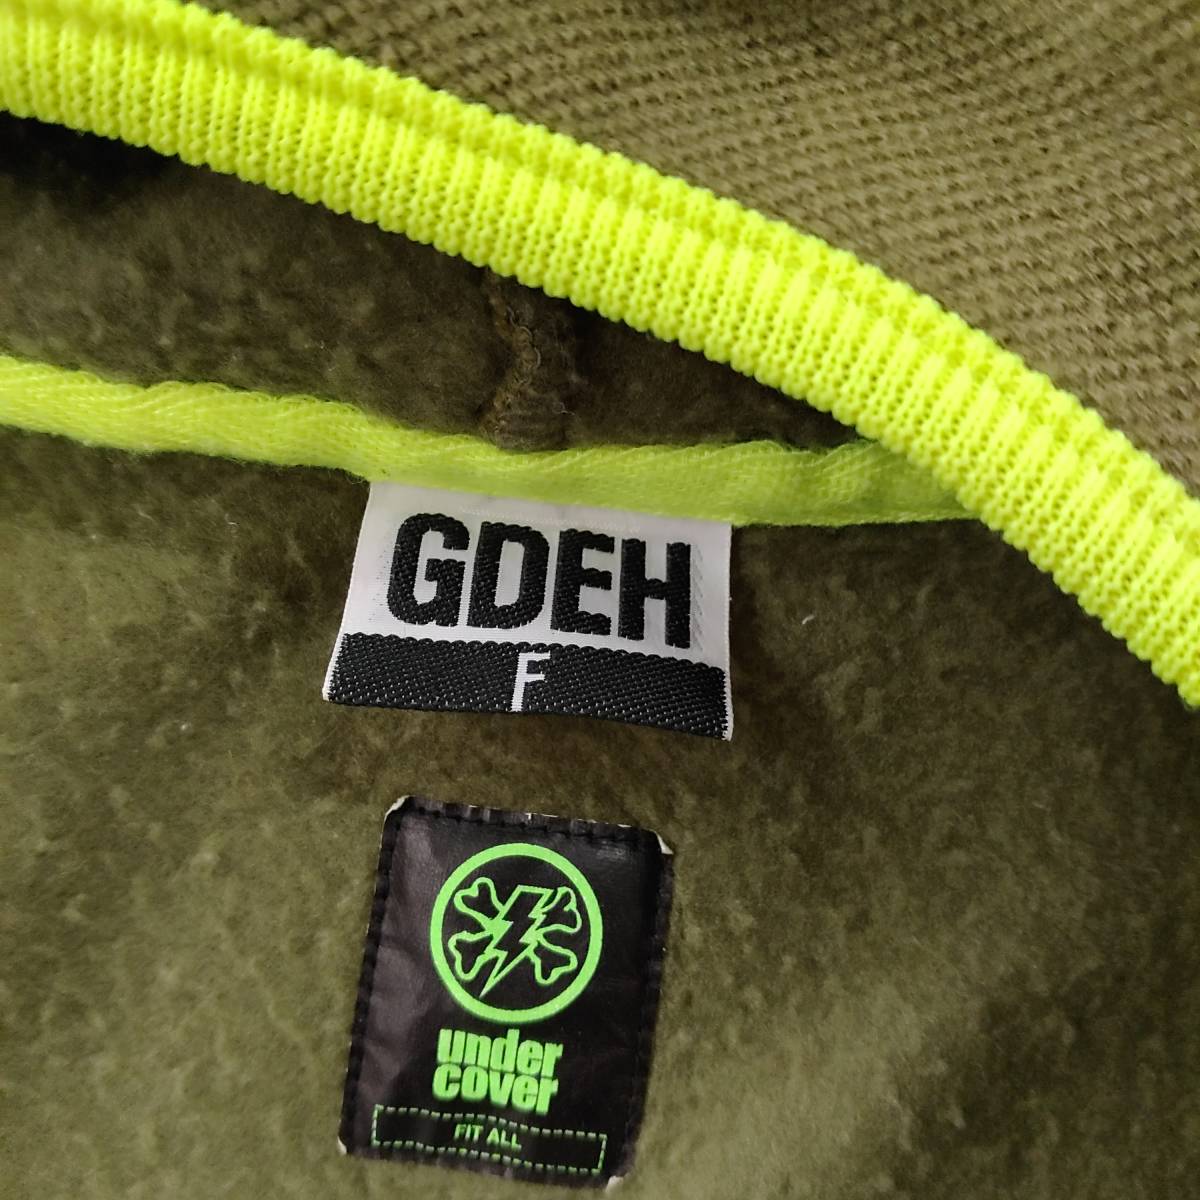 GDEH
F
under
cover
FIT ALL